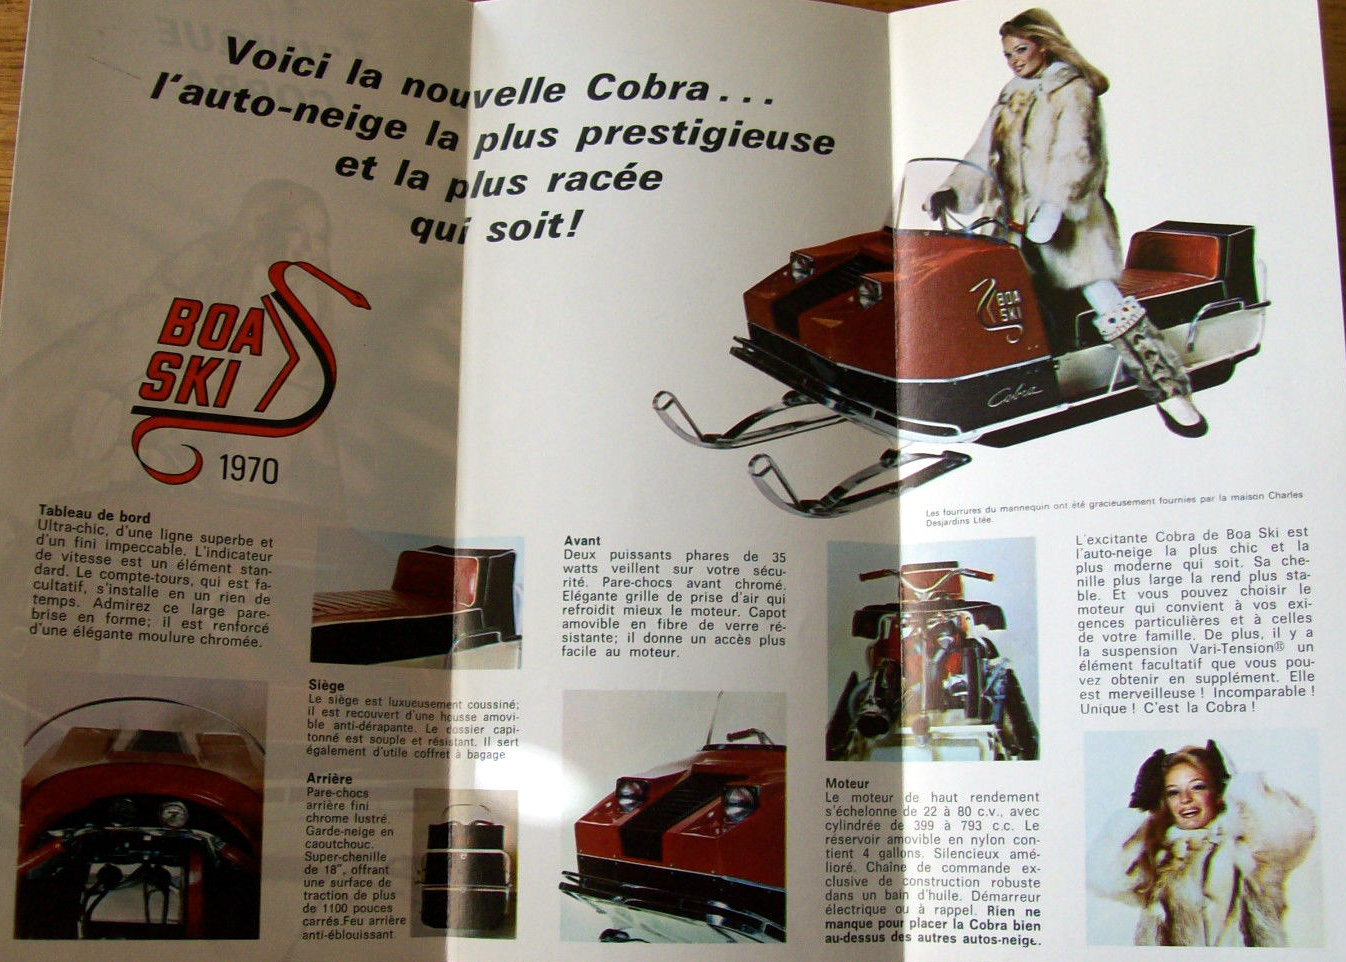 Voici la nouvelle Cobra...
l'auto-neige la plus prestigieuse
et la plus racée
qui soit!
BOA
SKI
1970
BOA
SKI
Cobra
Les fourrures du mannequin ont été gracieusement fournies par la maison Charles
Desjardins Ltée.
Tableau de bord
Ultra-chic, d'une ligne superbe et
d'un fini impeccable. L'indicateur
de vitesse est un élément stan-
dard. Le compte-tours, qui est fa-
cultatif, s'installe en un rien de
temps. Admirez ce large pare-
brise en forme; il est renforcé
d'une élégante moulure chromée.
Siège
Le siège est luxueusement coussiné;
il est recouvert d'une housse amovi-
ble anti-dérapante. Le dossier capi-
tonné est souple et résistant. Il sert
également d'utile coffret à bagage
Arrière
Pare-chocs
arrière fini
chrome lustré.
Garde-neige en
caoutchouc.
Super-chenille
de 18", offrant
une surface de
traction de plus
de 1100 pouces
carrés.Feu arrière
anti-éblouissant.
Avant
Deux puissants phares de 35
watts veillent sur votre sécu-
rité. Pare-chocs avant chromé.
Elégante grille de prise d'air qui
refroidit mieux le moteur. Capot
amovible en fibre de verre ré-
sistante; il donne un accès plus
facile au moteur.
Moteur
Le moteur de haut rendement
s'échelonne de 22 à 80 c.v., avec
cylindrée de 399 à 793 c.c. Le
réservoir amovible en nylon con-
tient 4 gallons. Silencieux amé-
lioré. Chaîne de commande ex-
clusive de construction robuste
dans un bain d'huile. Démarreur
électrique ou à rappel. Rien ne
manque pour placer la Cobra bien
au-dessus des autres autos-neige.
L'excitante Cobra de Boa Ski est
l'auto-neige la plus chic et la
plus moderne qui soit. Sa che-
nille plus large la rend plus sta-
ble. Et vous pouvez choisir le
moteur qui convient à vos exi-
gences particulières et à celles
de votre famille. De plus, il y a
la suspension Vari-Tension® un
élément facultatif que vous pou-
vez obtenir en supplément. Elle
est merveilleuse! Incomparable!
Unique! C'est la Cobra!